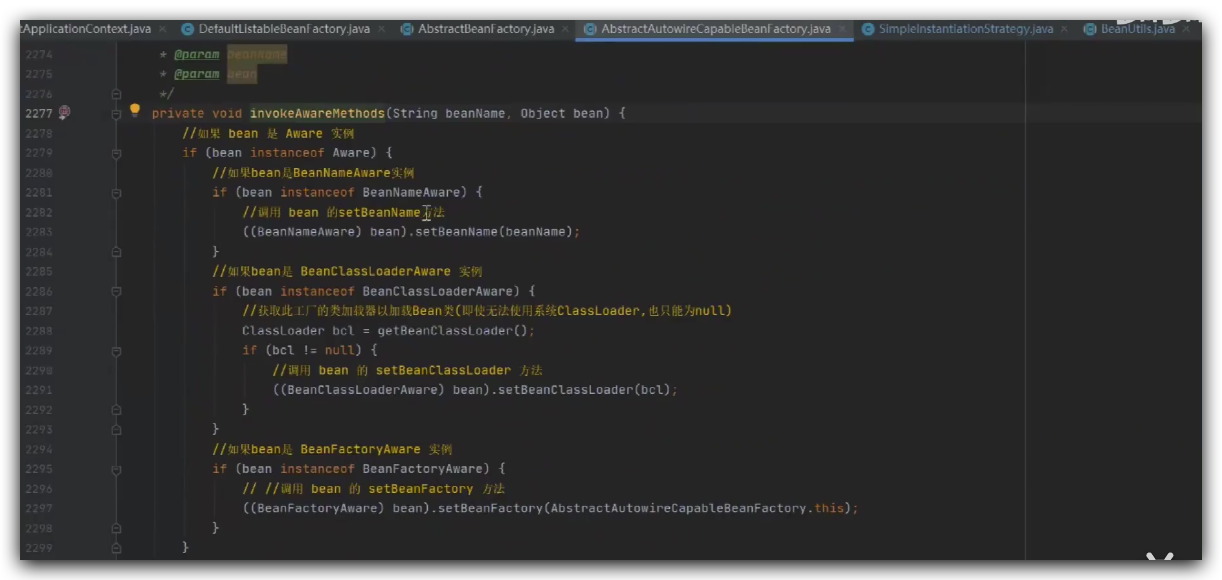 tApplicationContext.java DefaultListableBeanFactory.java AbstractBeanFactory.java AbstractAutowireCapableBeanFactory.java SimpleInstantiationStrategy.java BeanUtils.java
2274 * @param beanName
2275 * @param bean
2276 */
2277 private void invokeAwareMethods(String beanName, Object bean) {
2278 //如果 bean 是 Aware 实例
2279 if (bean instanceof Aware) {
2280 //如果bean是BeanNameAware实例
2281 if (bean instanceof BeanNameAware) {
2282 //调用 bean 的setBeanName方法
2283 ((BeanNameAware) bean).setBeanName(beanName);
2284 }
2285 //如果bean是 BeanClassLoaderAware 实例
2286 if (bean instanceof BeanClassLoaderAware) {
2287 //获取此工厂的类加载器以加载Bean类(即使无法使用系统ClassLoader,也只能为null)
2288 ClassLoader bcl = getBeanClassLoader();
2289 if (bcl != null) {
2290 //调用 bean 的 setBeanClassLoader 方法
2291 ((BeanClassLoaderAware) bean).setBeanClassLoader(bcl);
2292 }
2293 }
2294 //如果bean是 BeanFactoryAware 实例
2295 if (bean instanceof BeanFactoryAware) {
2296 // //调用 bean 的 setBeanFactory 方法
2297 ((BeanFactoryAware) bean).setBeanFactory(AbstractAutowireCapableBeanFactory.this);
2298 }
2299 }